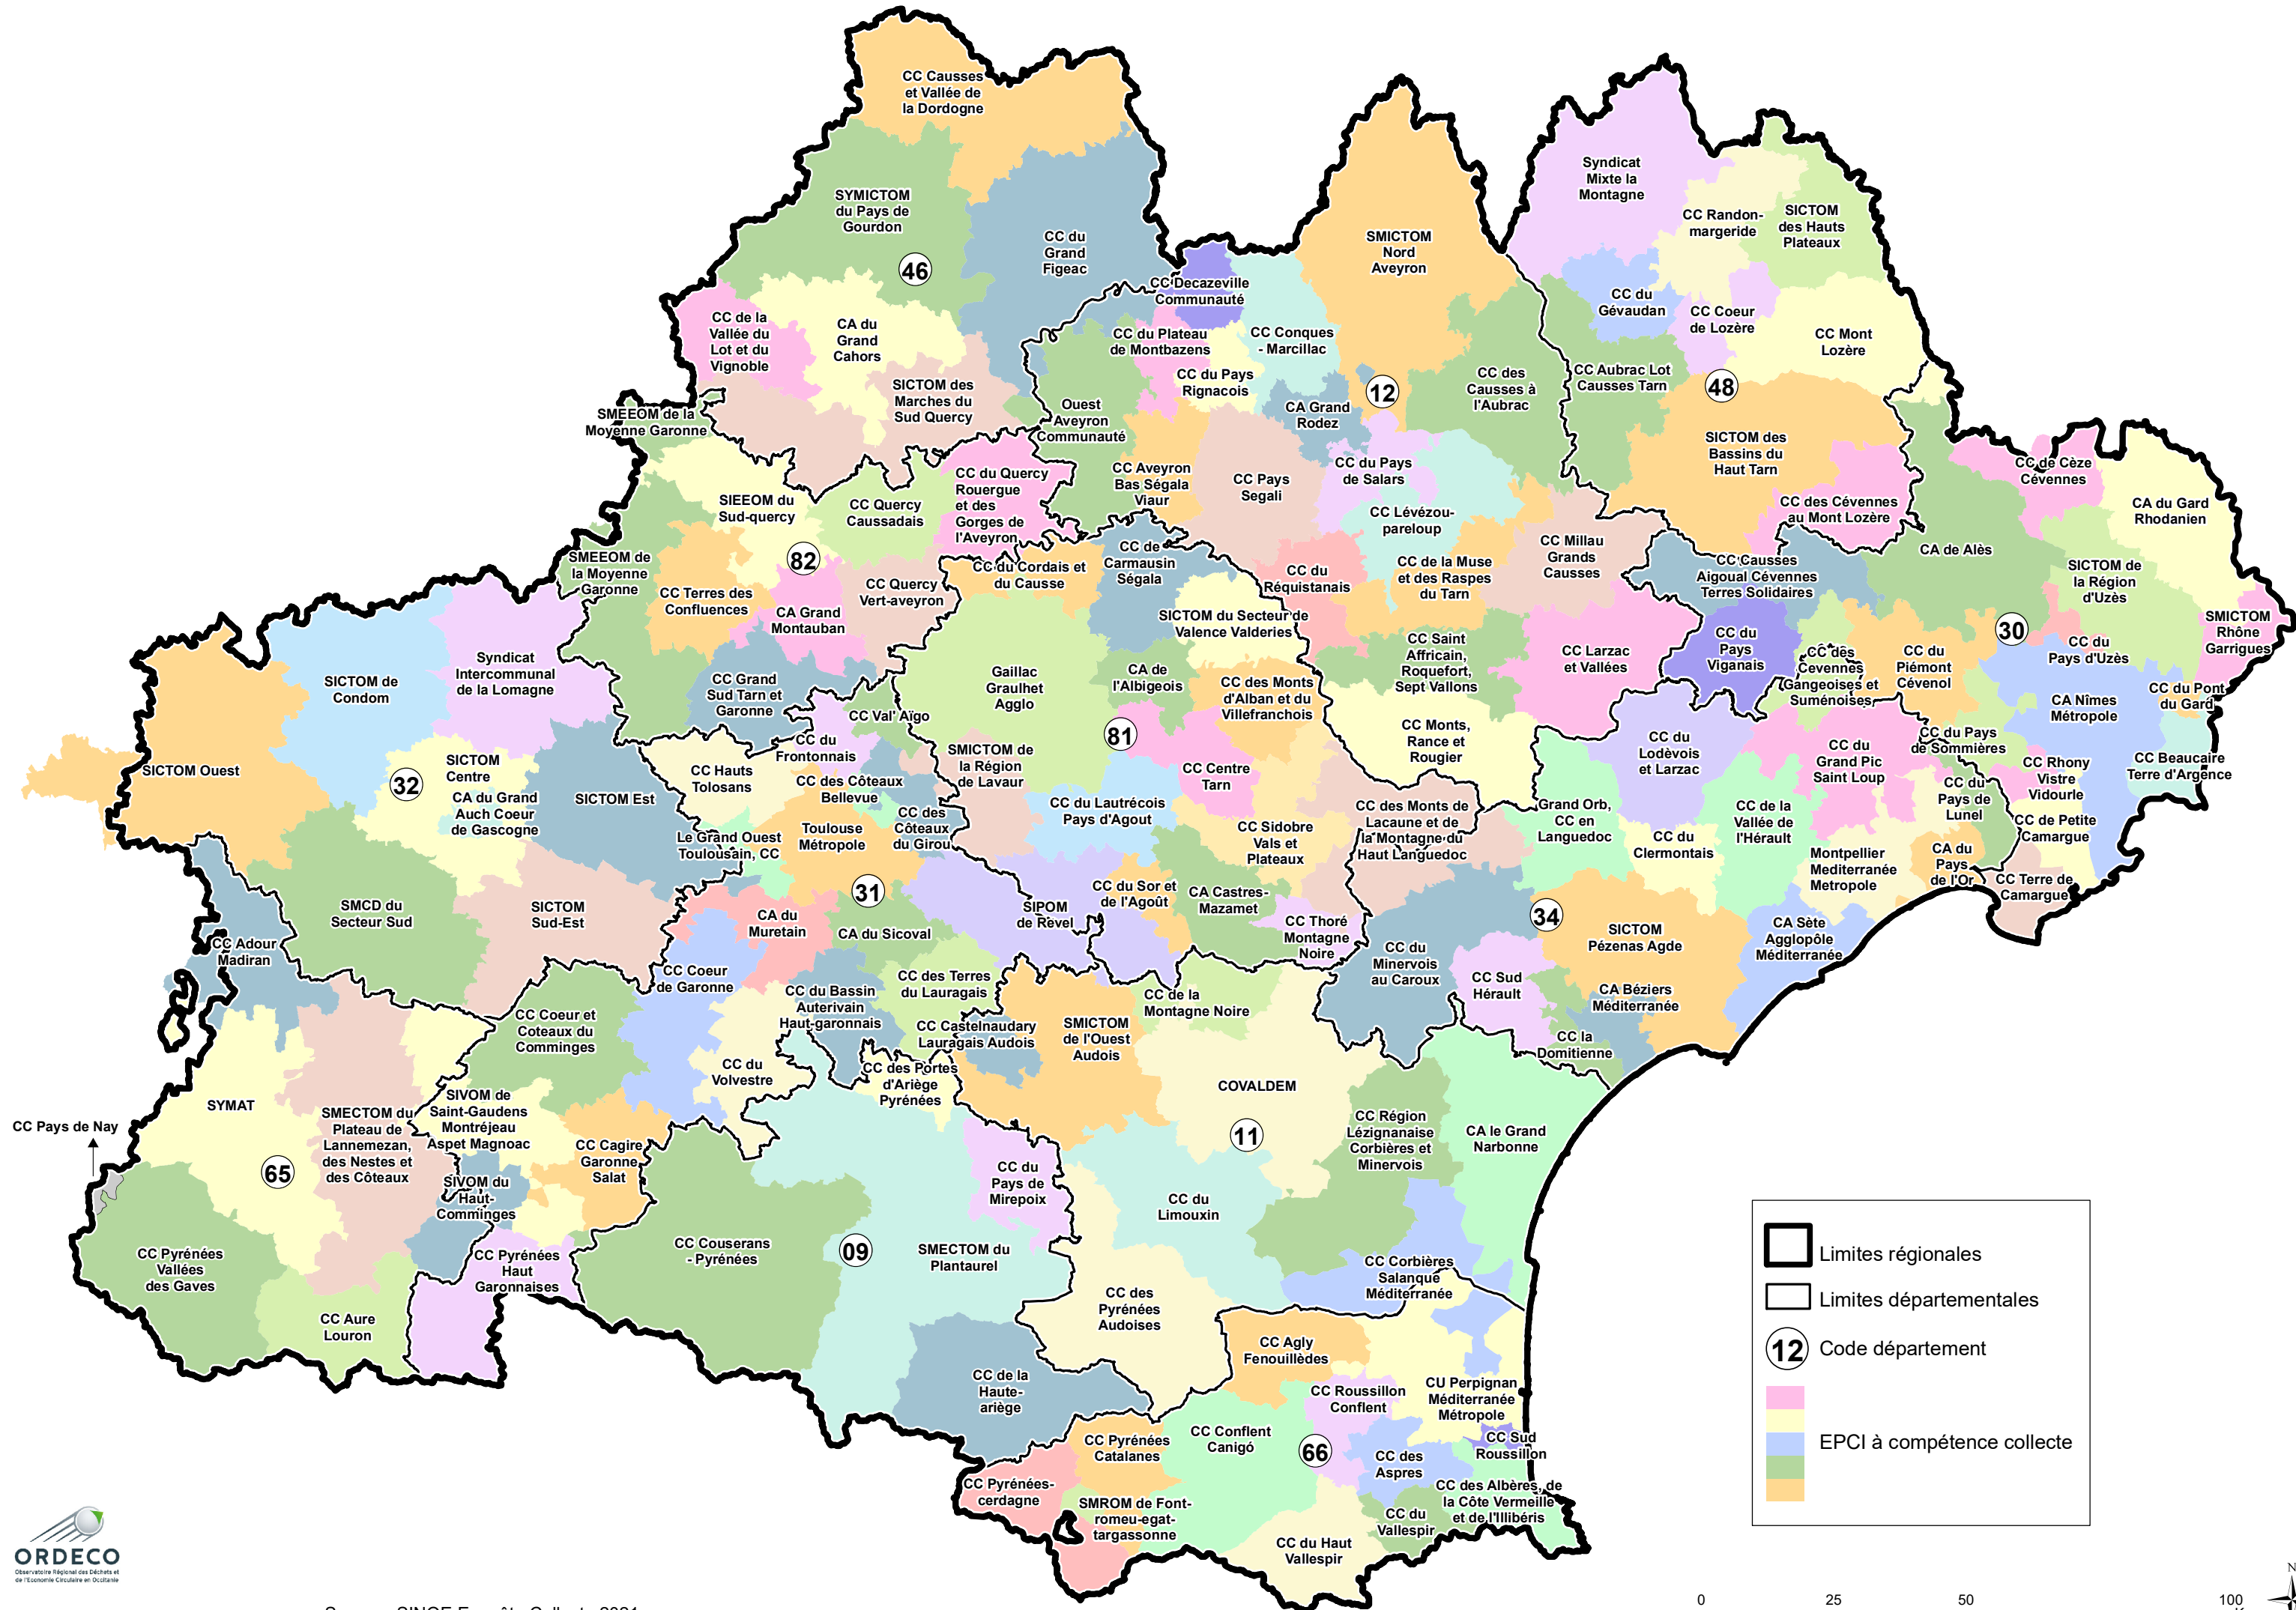 CC Causses
et Vallée de
la Dordogne
SYMICTOM
du Pays de
Gourdon
46
CC du
Grand
Figeac
CC de la
Vallée du
Lot et du
Vignoble
CA du
Grand
Cahors
SICTOM des
Marches du
Sud Quercy
CC Decazeville
Communauté
CC du Plateau
de Montbazens
CC Conques
- Marcillac
CC du Pays
Rignacois
SMICTOM
Nord
Aveyron
12
CA Grand
Rodez
CC des
Causses à
l'Aubrac
Ouest
Aveyron
Communauté
CC Aveyron
Bas Ségala
Viaur
CC Pays
Segali
CC du Pays
de Salars
CC Lévézou-
pareloup
CC du
Réquistanais
CC de la Muse
et des Raspes
du Tarn
CC Millau
Grands
Causses
CC Saint
Affricain,
Roquefort,
Sept Vallons
CC Larzac
et Vallées
CC Monts,
Rance et
Rougier
Syndicat
Mixte la
Montagne
CC Randon-
margeride
SICTOM
des Hauts
Plateaux
CC du
Gévaudan
CC Coeur
de Lozère
CC Mont
Lozère
CC Aubrac Lot
Causses Tarn
48
SICTOM des
Bassins du
Haut Tarn
CC des Cévennes
au Mont Lozère
CC de Cèze
Cévennes
CA du Gard
Rhodanien
CA de Alès
CC Causses
Aigoual Cévennes
Terres Solidaires
SICTOM de
la Région
d'Uzès
SMICTOM
Rhône
Garrigues
30
CC du
Pays d'Uzès
CC du
Pays
Viganais
CC des
Cevennes
Gangeoises et
Suménoises
CC du
Piémont
Cévenol
CA Nîmes
Métropole
CC du Pont
du Gard
CC du Pays
de Sommières
CC Beaucaire
Terre d'Argence
CC Rhony
Vistre
Vidourle
CC de Petite
Camargue
CC Terre de
Camargue
SMEEOM de la
Moyenne Garonne
SIEEOM du
Sud-quercy
CC Quercy
Caussadais
CC du Quercy
Rouergue
et des
Gorges de
l'Aveyron
82
SMEEOM de
la Moyenne
Garonne
CC Terres des
Confluences
CA Grand
Montauban
CC Quercy
Vert-aveyron
CC Grand
Sud Tarn et
Garonne
CC du Cordais et
du Causse
CC de
Carmausin
Ségala
SICTOM du Secteur de
Valence Valderies
Gaillac
Graulhet
Agglo
CA de
l'Albigeois
CC des Monts
d'Alban et du
Villefranchois
81
SMICTOM de
la Région
de Lavaur
CC Centre
Tarn
CC du Lautrécois
Pays d'Agout
CC Sidobre
Vals et
Plateaux
CC des Monts de
Lacaune et de
la Montagne du
Haut Languedoc
CC du Sor et
de l'Agoût
CA Castres-
Mazamet
CC Thoré
Montagne
Noire
SIPOM
de Revel
SICTOM de
Condom
Syndicat
Intercommunal
de la Lomagne
SICTOM Ouest
32
SICTOM
Centre
CA du Grand
Auch Coeur
de Gascogne
SICTOM Est
SMCD du
Secteur Sud
SICTOM
Sud-Est
CC Val' Aïgo
CC du
Frontonnais
CC Hauts
Tolosans
CC des Côteaux
Bellevue
CC des
Côteaux
du Girou
Le Grand Ouest
Toulousain, CC
Toulouse
Métropole
31
CA du
Muretain
CA du Sicoval
CC Coeur
de Garonne
CC du Bassin
Auterivain
Haut-garonnais
CC des Terres
du Lauragais
CC Coeur et
Coteaux du
Comminges
CC du
Volvestre
SIVOM de
Saint-Gaudens
Montréjeau
Aspet Magnoac
CC Cagire
Garonne
Salat
SIVOM du
Haut-
Comminges
CC Pyrénées
Haut
Garonnaises
CC Adour
Madiran
SYMAT
CC Pays de Nay
65
SMECTOM du
Plateau de
Lannemezan,
des Nestes et
des Côteaux
CC Pyrénées
Vallées
des Gaves
CC Aure
Louron
CC des Portes
d'Ariège
Pyrénées
CC Couserans
- Pyrénées
09
SMECTOM du
Plantaurel
CC du
Pays de
Mirepoix
CC de la
Haute-
ariège
CC Castelnaudary
Lauragais Audois
SMICTOM
de l'Ouest
Audois
CC de la
Montagne Noire
COVALDEM
11
CC Région
Lézignanaise
Corbières et
Minervois
CA le Grand
Narbonne
CC du
Limouxin
CC des
Pyrénées
Audoises
CC Corbières
Salanque
Méditerranée
CC du
Lodèvois
et Larzac
CC du
Grand Pic
Saint Loup
CC du
Pays de
Lunel
Grand Orb,
CC en
Languedoc
CC du
Clermontais
CC de la
Vallée de
l'Hérault
Montpellier
Mediterranée
Metropole
CA du
Pays
de l'Or
34
SICTOM
Pézenas Agde
CA Sète
Agglopôle
Méditerranée
CC du
Minervois
au Caroux
CC Sud
Hérault
CA Béziers
Méditerranée
CC la
Domitienne
CC Agly
Fenouillèdes
CC Roussillon
Conflent
CU Perpignan
Méditerranée
Métropole
CC Conflent
Canigó
66
CC des
Aspres
CC Sud
Roussillon
CC Pyrénées
Catalanes
CC Pyrénées-
cerdagne
SMROM de Font-
romeu-egat-
targassonne
CC des Albères, de
la Côte Vermeille
et de l'Illibéris
CC du
Vallespir
CC du Haut
Vallespir
Limites régionales
Limites départementales
12 Code département
EPCI à compétence collecte
ORDECO
Observatoire Régional des Déchets et
de l'Economie Circulaire en Occitanie
0 25 50 100
N